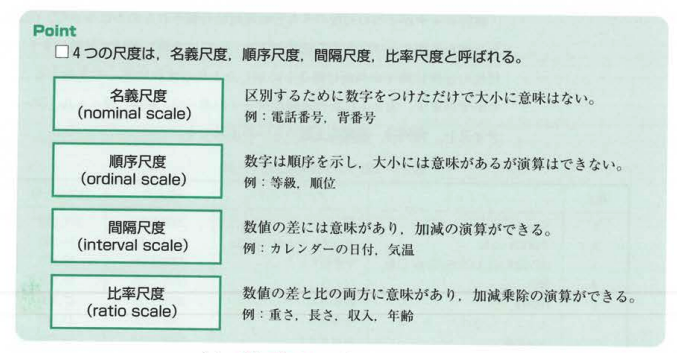 Point
□4つの尺度は，名義尺度，順序尺度，間隔尺度，比率尺度と呼ばれる。
名義尺度
(nominal scale)
区別するために数字をつけただけで大小に意味はない。
例：電話番号，背番号
順序尺度
(ordinal scale)
数字は順序を示し，大小には意味があるが演算はできない。
例：等級，順位
間隔尺度
(interval scale)
数値の差には意味があり，加減の演算ができる。
例：カレンダーの日付，気温
比率尺度
(ratio scale)
数値の差と比の両方に意味があり，加減乗除の演算ができる。
例：重さ，長さ，収入，年齢